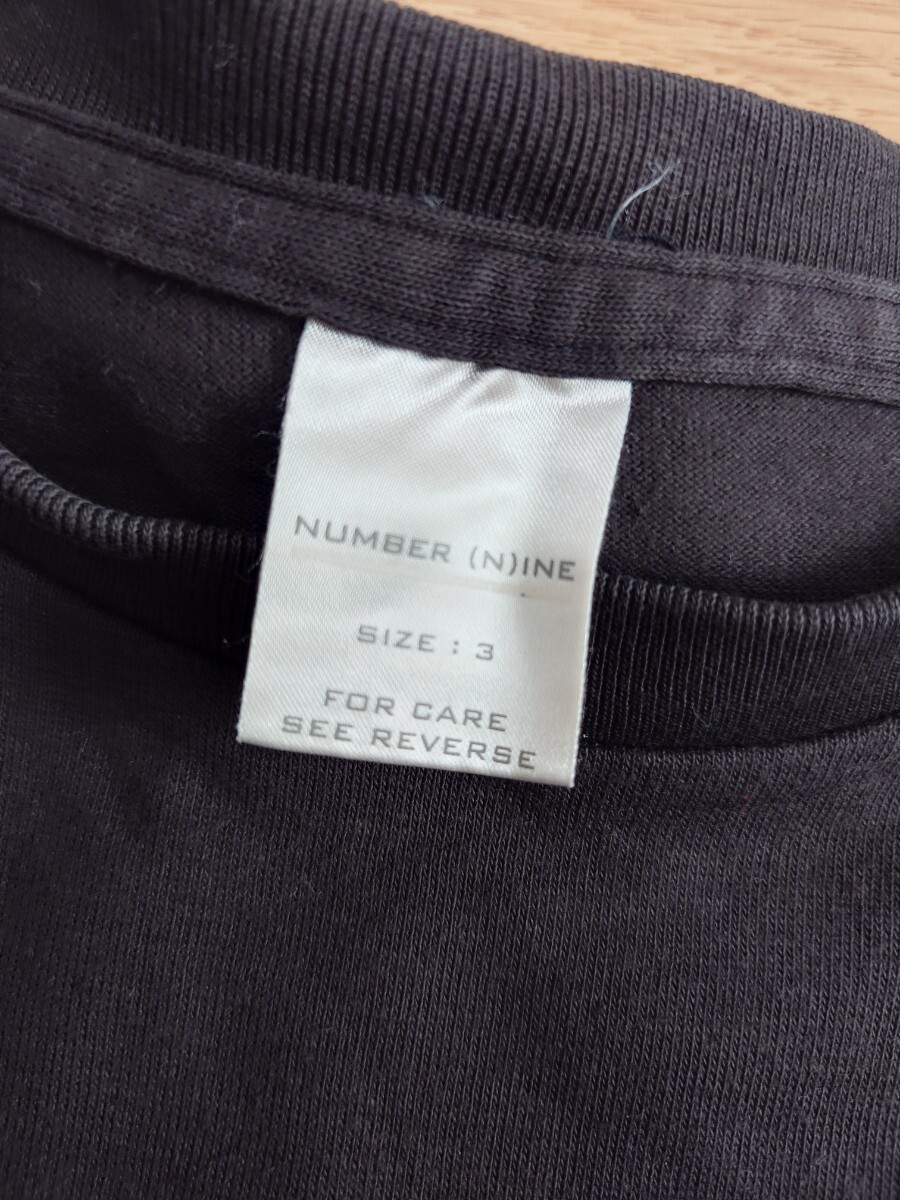 NUMBER (N)INE
SIZE : 3
FOR CARE
SEE REVERSE